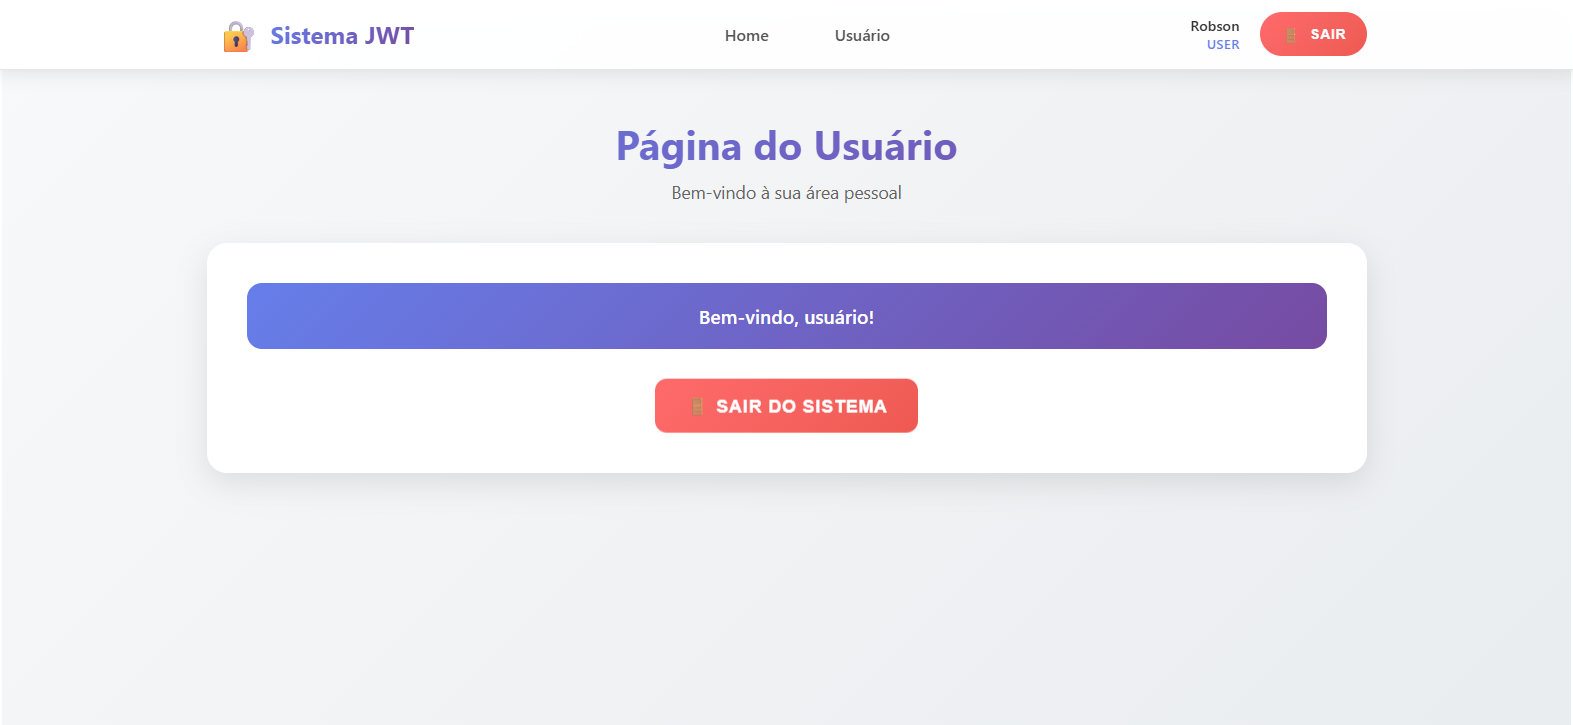 Sistema JWT
Home
Usuário
Robson
USER
SAIR
Página do Usuário
Bem-vindo à sua área pessoal
Bem-vindo, usuário!
SAIR DO SISTEMA